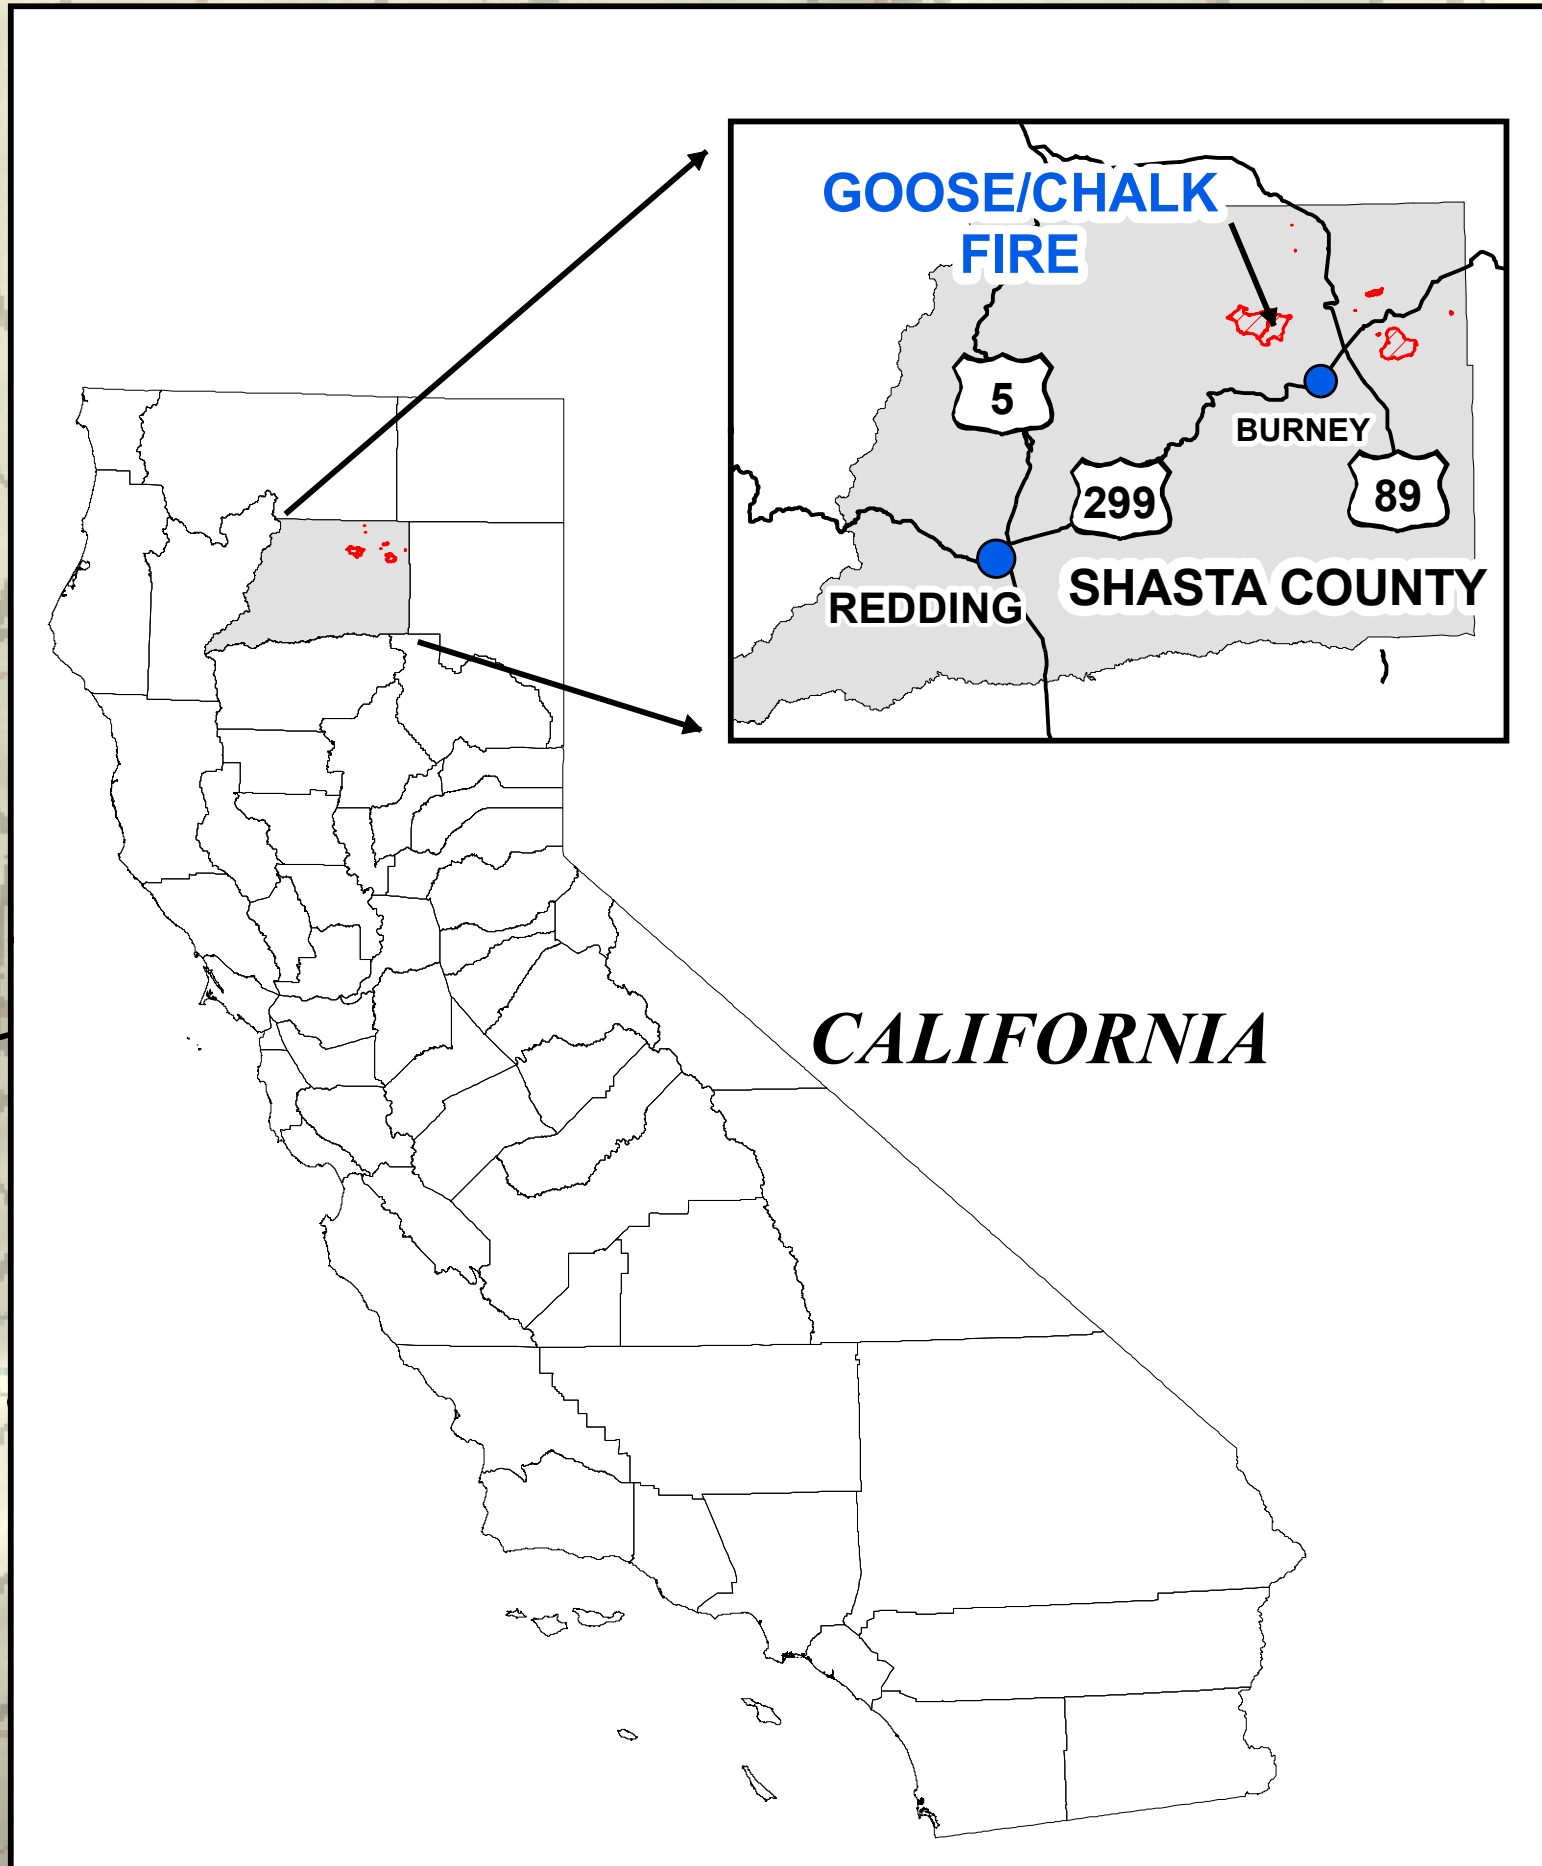 GOOSE/CHALK
FIRE
5
BURNEY
299
89
SHASTA COUNTY
REDDING
CALIFORNIA